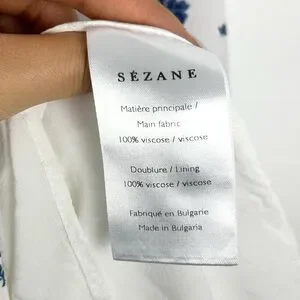 SÉZANE
Matière principale /
Main fabric
100% viscose / viscose
Doublure / Lining
100% viscose / viscose
Fabriqué en Bulgarie
Made in Bulgaria